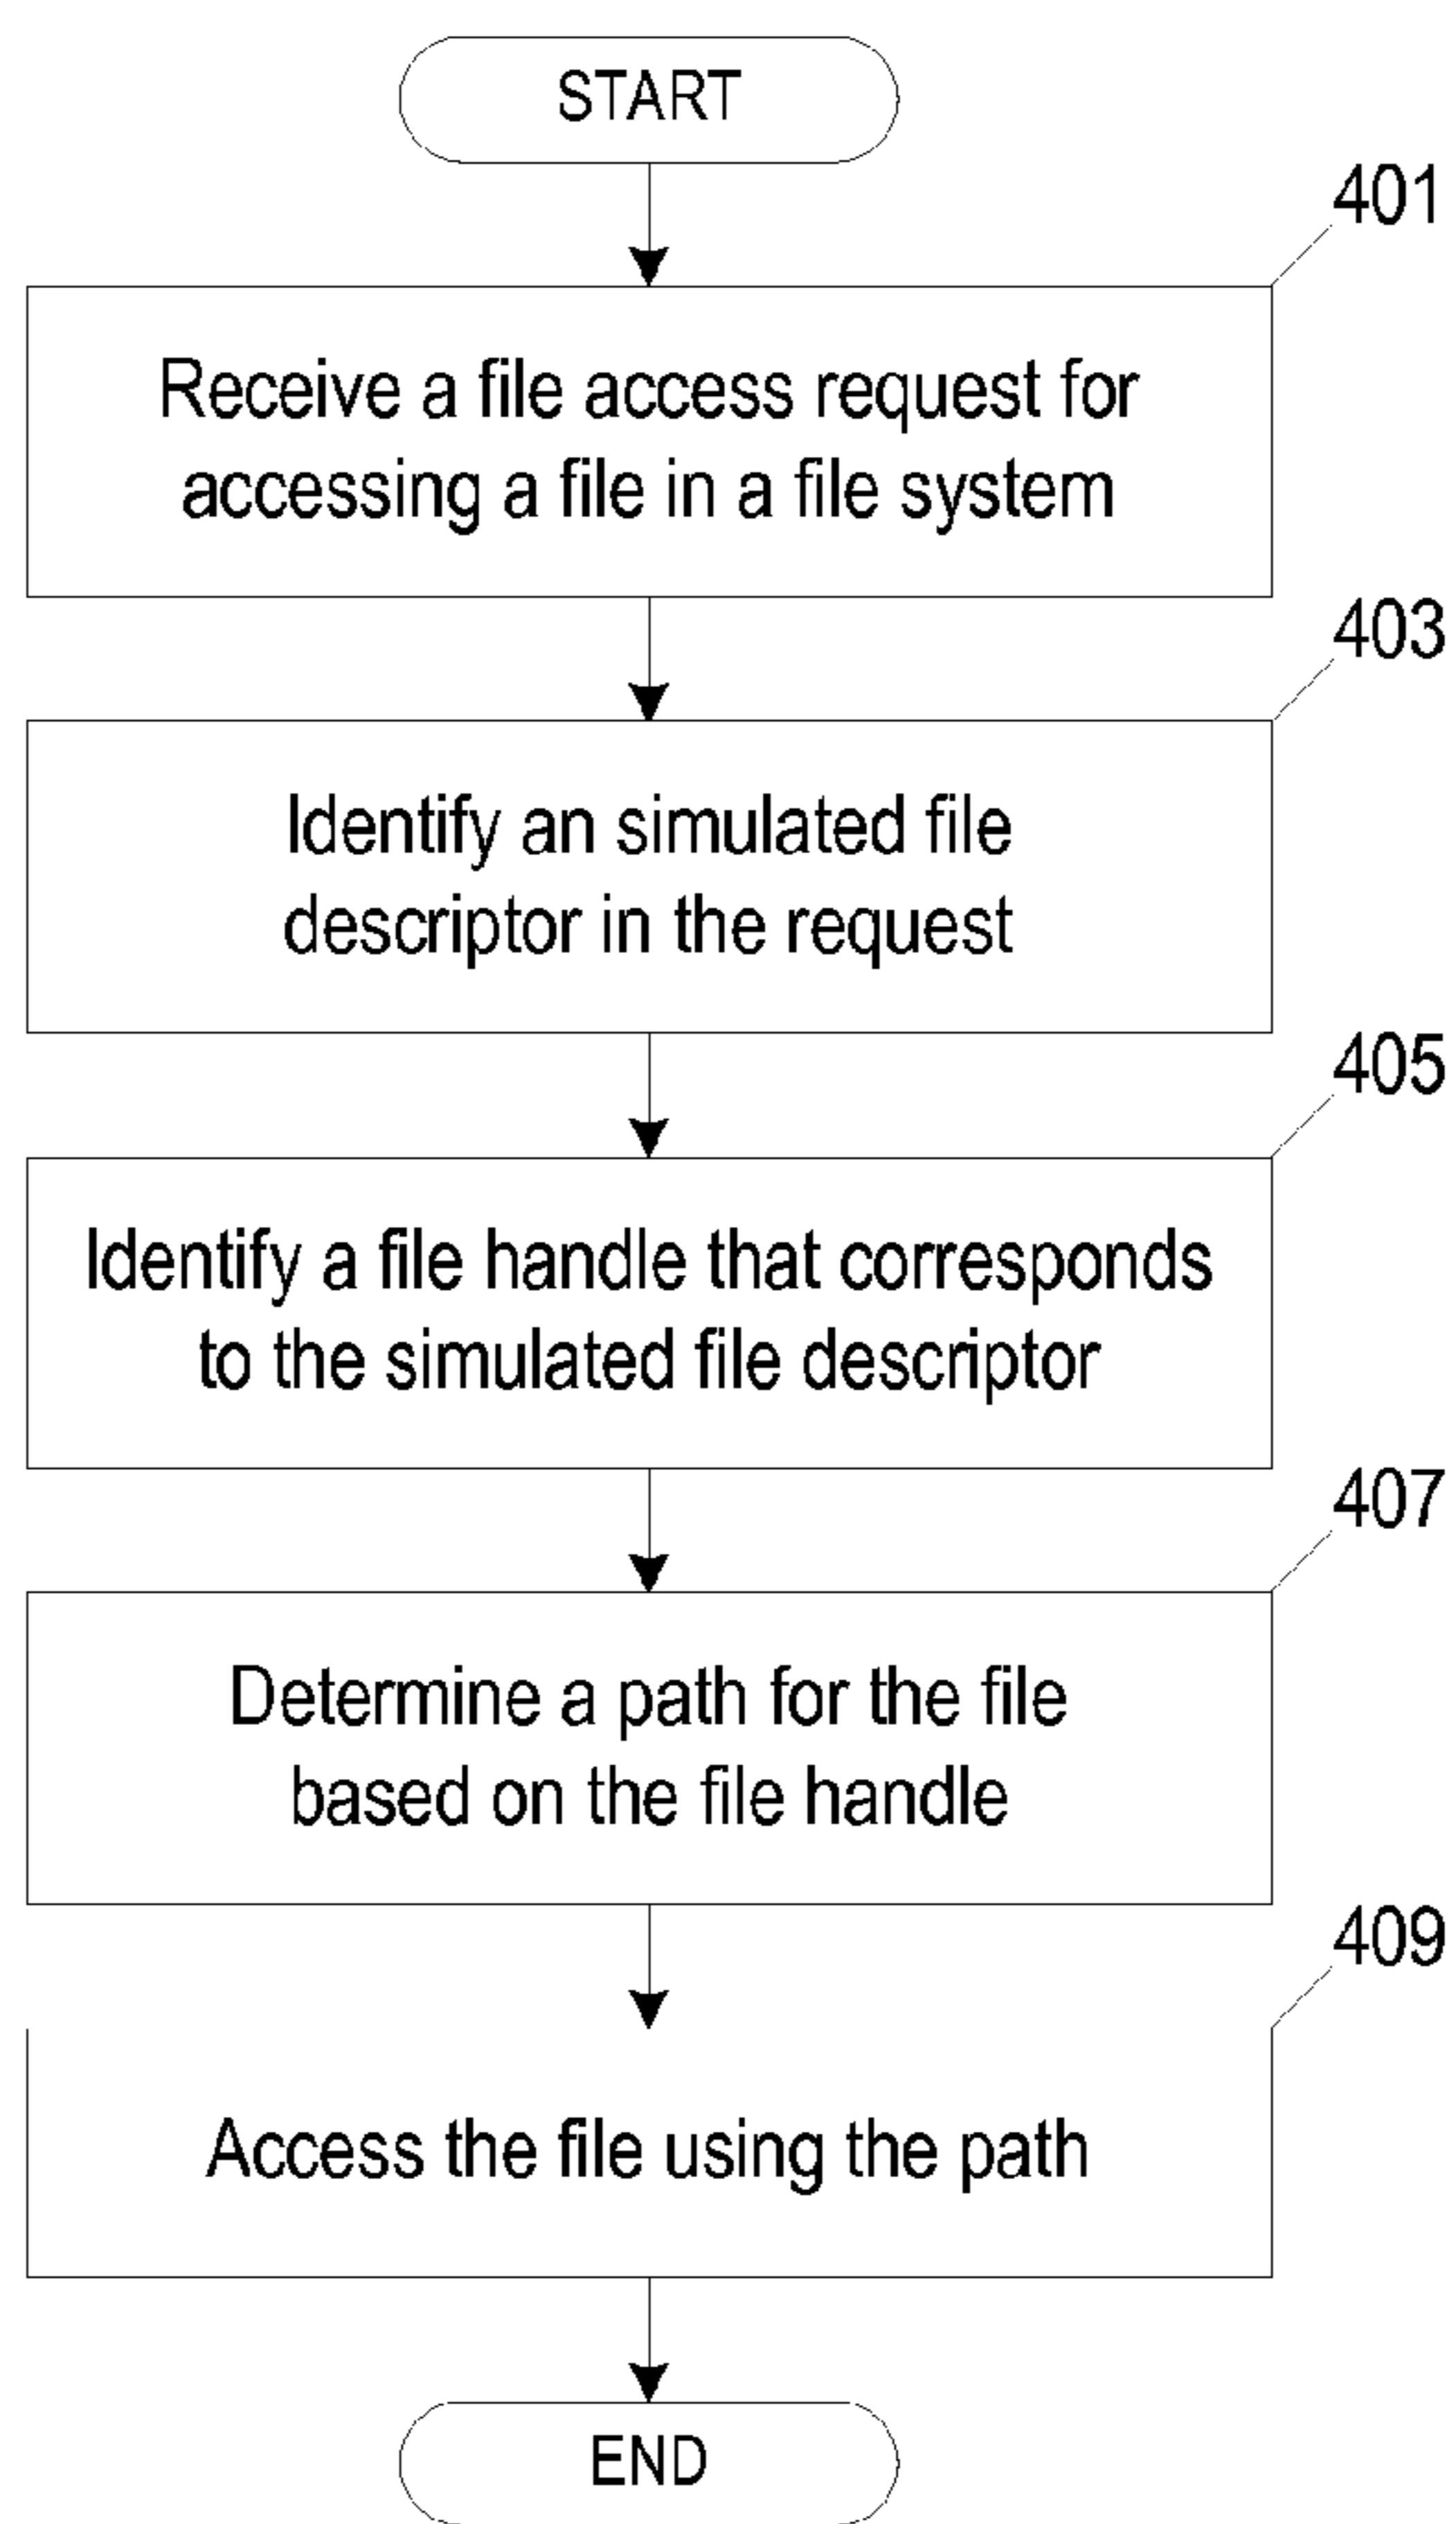 START
401
Receive a file access request for
accessing a file in a file system
403
Identify an simulated file
descriptor in the request
405
Identify a file handle that corresponds
to the simulated file descriptor
407
Determine a path for the file
based on the file handle
409
Access the file using the path
END